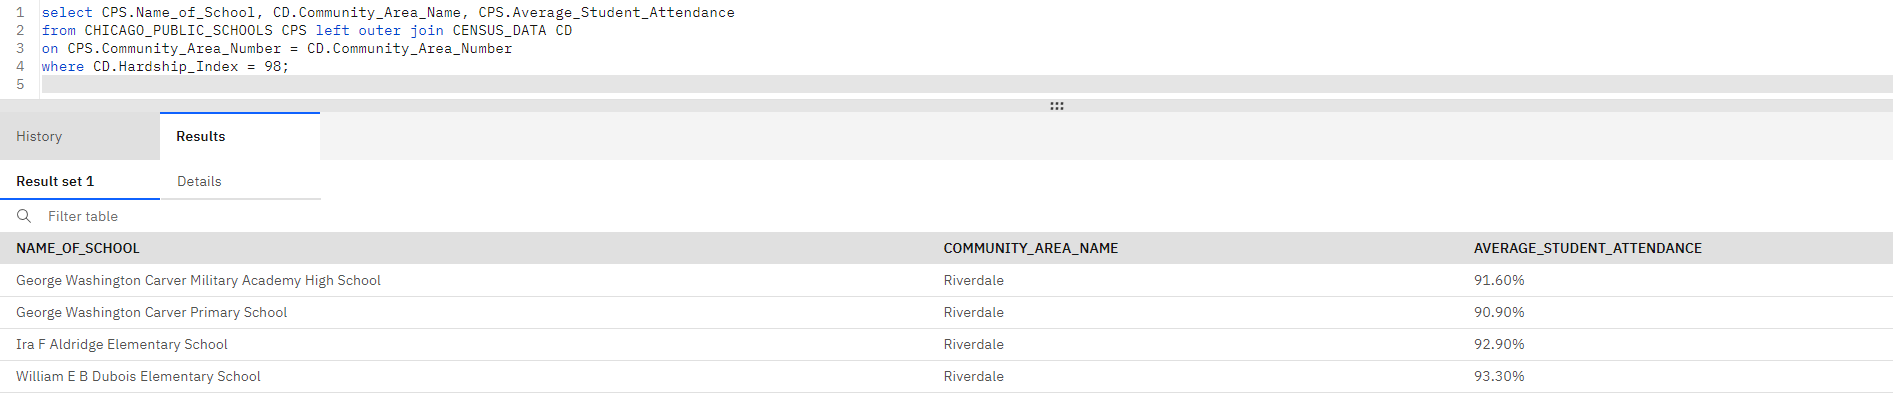 1 select CPS.Name_of_School, CD.Community_Area_Name, CPS.Average_Student_Attendance
2 from CHICAGO_PUBLIC_SCHOOLS CPS left outer join CENSUS_DATA CD
3 on CPS.Community_Area_Number = CD.Community_Area_Number
4 where CD.Hardship_Index = 98;
5
History Results
Result set 1 Details
Filter table
NAME_OF_SCHOOL COMMUNITY_AREA_NAME AVERAGE_STUDENT_ATTENDANCE
George Washington Carver Military Academy High School Riverdale 91.60%
George Washington Carver Primary School Riverdale 90.90%
Ira F Aldridge Elementary School Riverdale 92.90%
William E B Dubois Elementary School Riverdale 93.30%